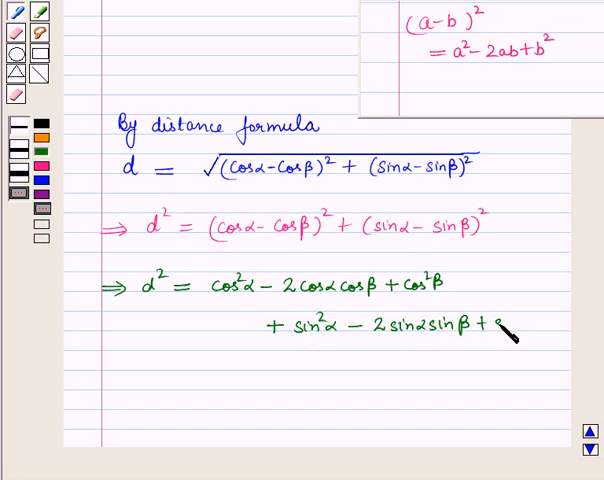 (a-b)²
= a² - 2ab + b²
By distance formula
d = √(cosα - cosβ)² + (sinα - sinβ)²
⇒ d² = (cosα - cosβ)² + (sinα - sinβ)²
⇒ d² = cos²α - 2cosα cosβ + cos²β
+ sin²α - 2sinα sinβ + s